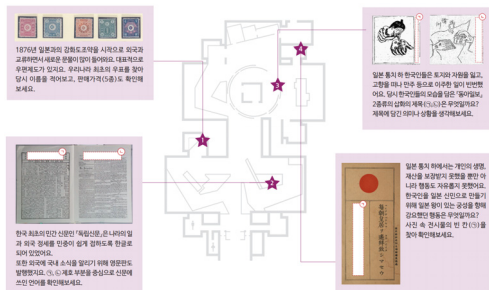 1876년 일본과의 강화도조약을 시작으로 외국과
교류하면서 새로운 문물이 많이 들어와요. 대표적으로
우편제도가 있지요. 우리나라 최초의 우표를 찾아
당시 이름을 적어보고, 판매가격(5종)도 확인해
보세요.
1
한국 최초의 민간 신문인 『독립신문』은 나라의 일
과 외국 정세를 민중이 쉽게 접하도록 한글로
되어 있어요.
또한 외국에 국내 소식을 알리기 위해 영문판도
발행했지요. ㉠, ㉡ 제호 부분을 중심으로 신문에
쓰인 언어를 확인해보세요.
2
3
4
일본 통치 하 한국인들은 토지와 자원을 잃고,
고향을 떠나 만주 등으로 이주한 일이 빈번했
어요. 당시 한국인들의 모습을 담은 『동아일보』
2종류의 삽화의 제목(㉠,㉡)은 무엇일까요?
제목에 담긴 의미나 상황을 생각해보세요.
일본 통치 하에서는 개인의 생명,
재산을 보장받지 못했을 뿐만 아
니라 행동도 자유롭지 못했어요.
한국인을 일본 신민으로 만들기
위해 일본 왕이 있는 궁성을 향해
강요했던 행동은 무엇일까요?
사진 속 전시물의 빈 칸(㉠)을
찾아 확인해보세요.